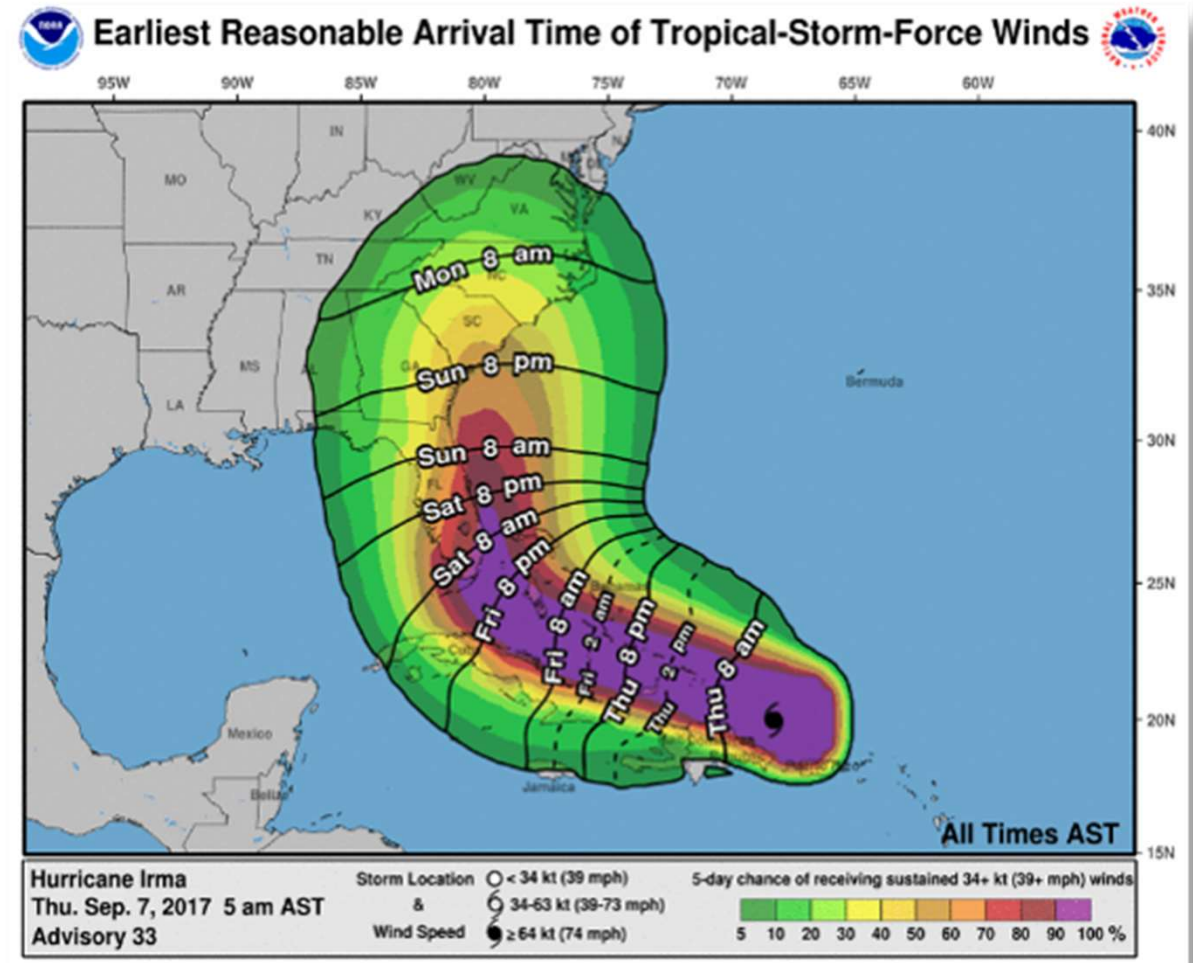 Earliest Reasonable Arrival Time of Tropical-Storm-Force Winds
95W 90W 85W 80W 75W 70W 65W 60W
40N
35N
30N
25N
20N
15N
IN
MO
WV
KY
VA
TN
NC
AR
SC
MS
AL
GA
LA
FL
Bermuda
Bahamas
Cuba
Mexico
Belize
Jamaica
Mon 8 am
Sun 8 pm
Sun 8 am
Sat 8 pm
Sat 8 am
Fri 8 pm
Fri 8 am
Fri 2 am
Thu 8 pm
Thu 2 pm
Thu 8 am
All Times AST
Hurricane Irma
Thu. Sep. 7, 2017 5 am AST
Advisory 33
Storm Location
&
Wind Speed
< 34 kt (39 mph)
34-63 kt (39-73 mph)
≥ 64 kt (74 mph)
5-day chance of receiving sustained 34+ kt (39+ mph) winds
5 10 20 30 40 50 60 70 80 90 100 %